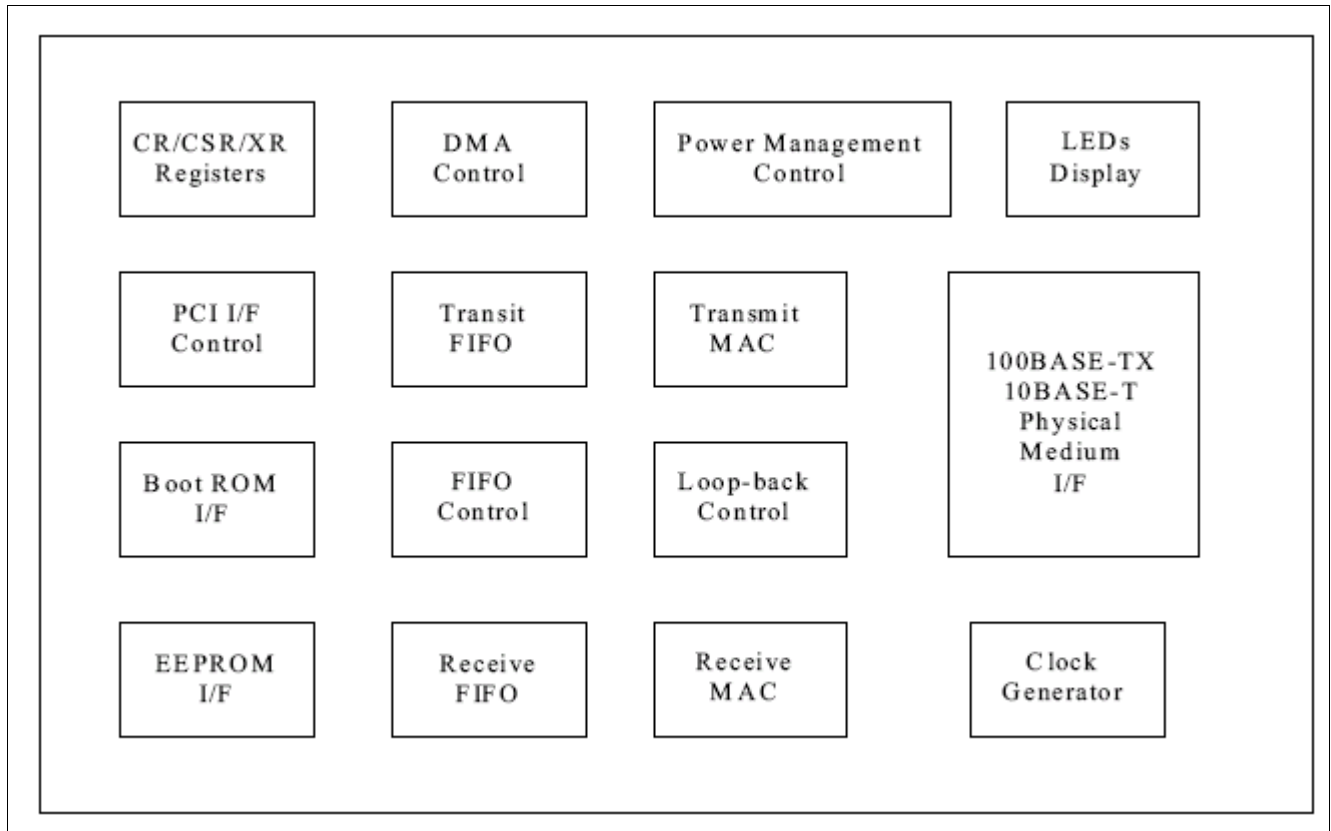 CR/CSR/XR
Registers
DMA
Control
Power Management
Control
LEDs
Display
PCI I/F
Control
Transit
FIFO
Transmit
MAC
100BASE-TX
10BASE-T
Physical
Medium
I/F
Boot ROM
I/F
FIFO
Control
Loop-back
Control
EEPROM
I/F
Receive
FIFO
Receive
MAC
Clock
Generator